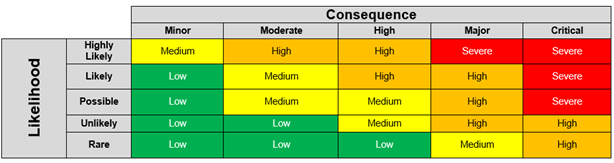 Consequence
Minor Moderate High Major Critical
Likelihood
Highly Likely Medium High High Severe Severe
Likely Low Medium High High Severe
Possible Low Medium Medium High Severe
Unlikely Low Low Medium High High
Rare Low Low Low Medium High